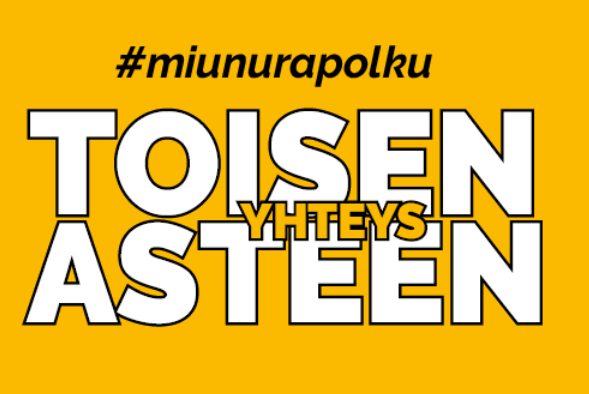 #miunurapolku
TOISEN
YHTEYS
ASTEEN